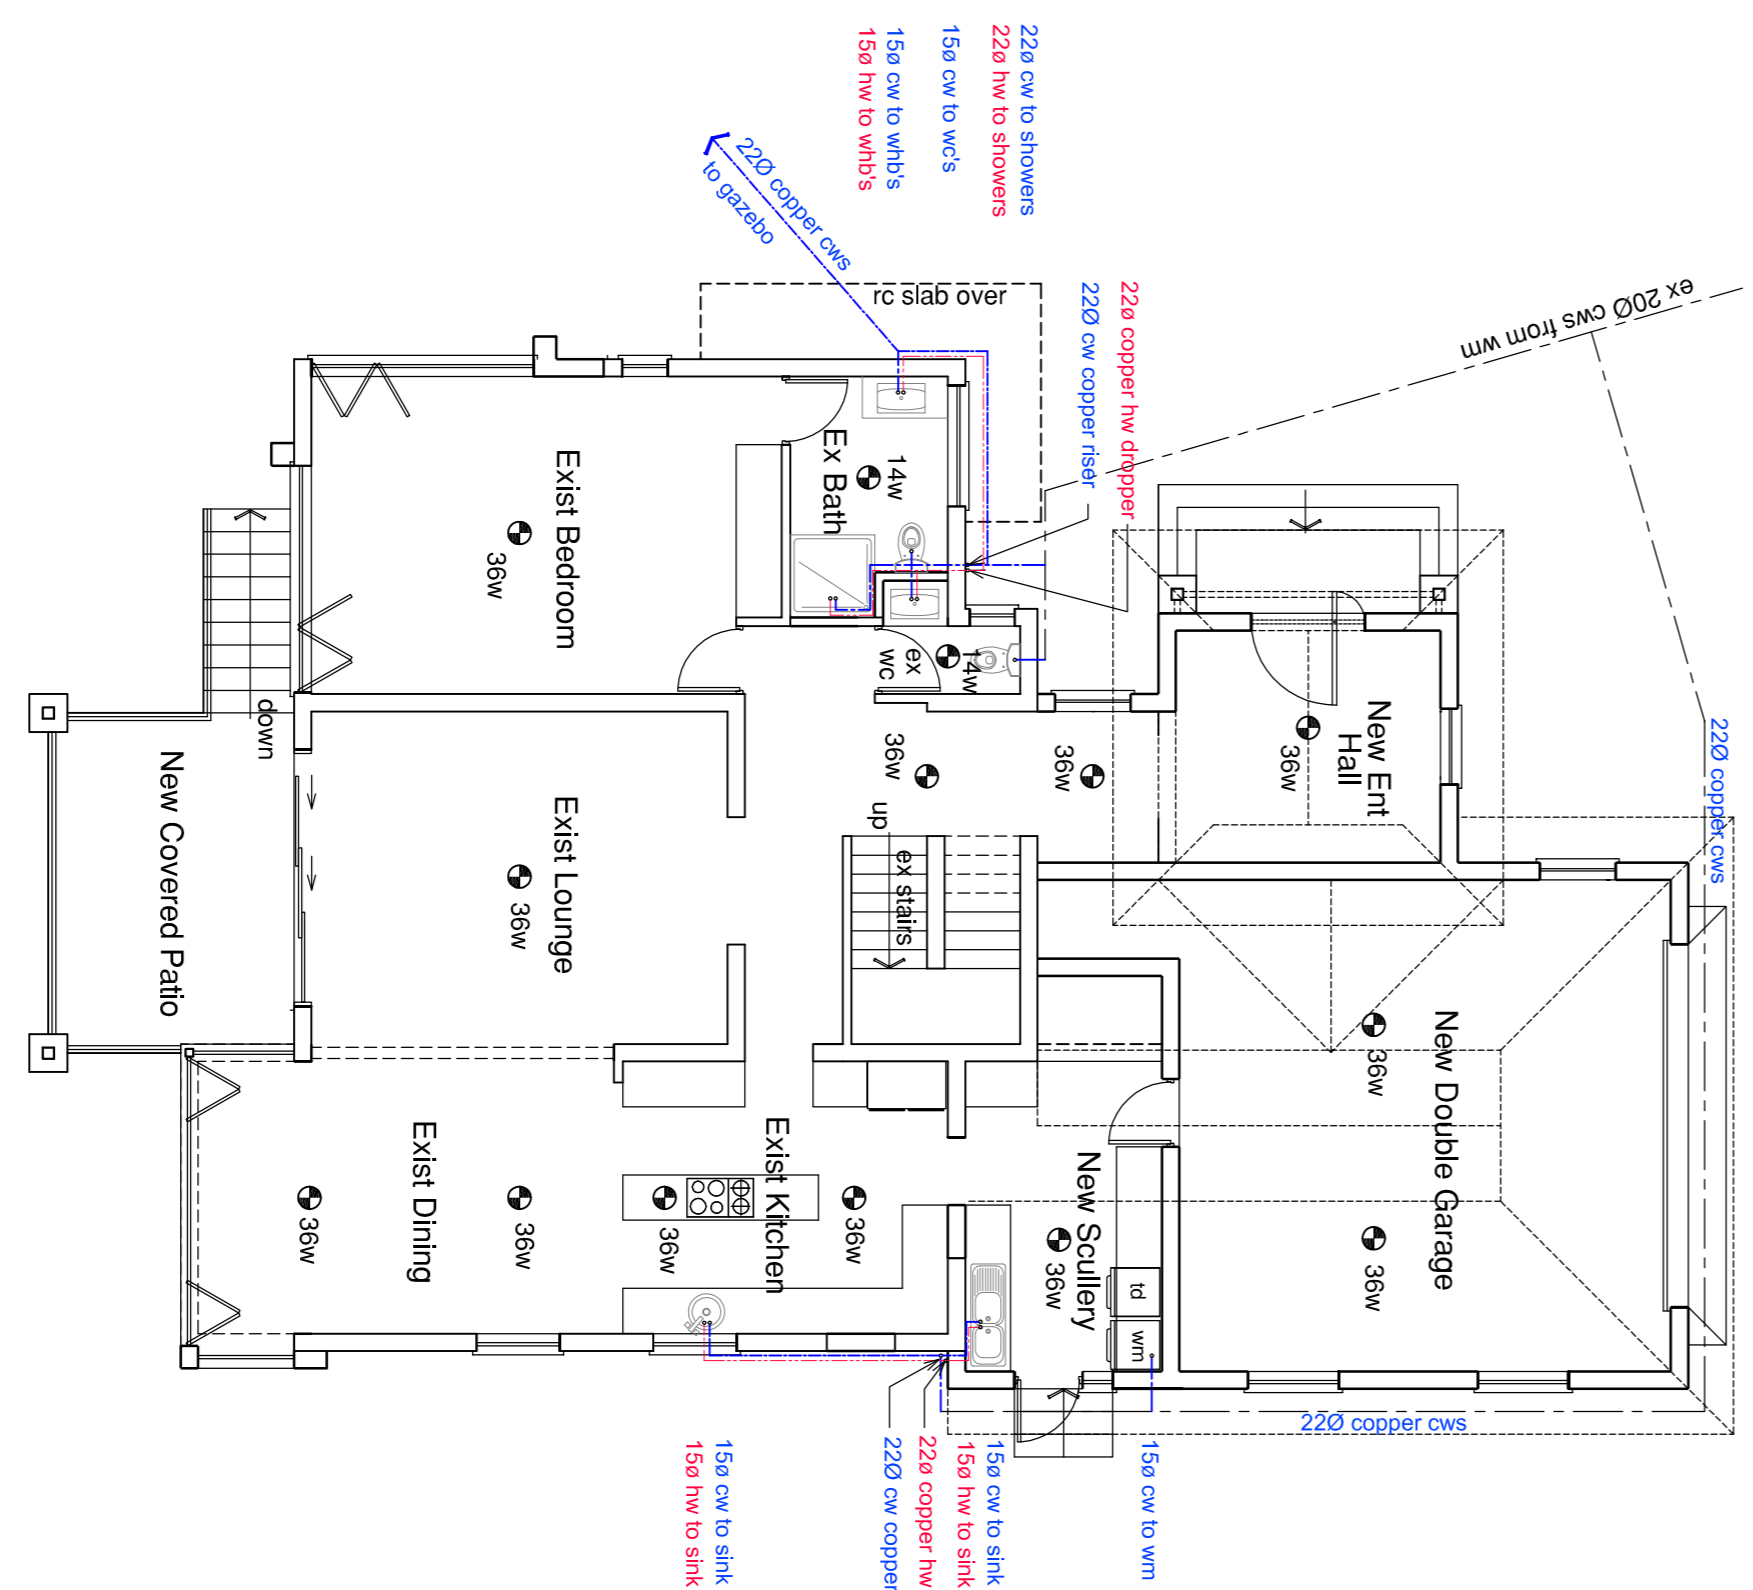 22ø cw to showers
22ø hw to showers
15ø cw to wc's
15ø cw to whb's
15ø hw to whb's
22Ø copper cws
to gazebo
rc slab over
22ø copper hw dropper
22Ø cw copper riser
ex 20Ø cws from wm
22Ø copper cws
Ex Bath
14w
Exist Bedroom
36w
ex
wc
14w
New Ent
Hall
36w
36w
36w
up
ex stairs
down
New Covered Patio
Exist Lounge
36w
New Double Garage
36w
36w
Exist Dining
36w
36w
Exist Kitchen
36w
36w
New Scullery
36w
td
wm
22Ø copper cws
15ø cw to wm
15ø cw to sink
15ø hw to sink
22ø copper hw
22Ø cw copper
15ø cw to sink
15ø hw to sink